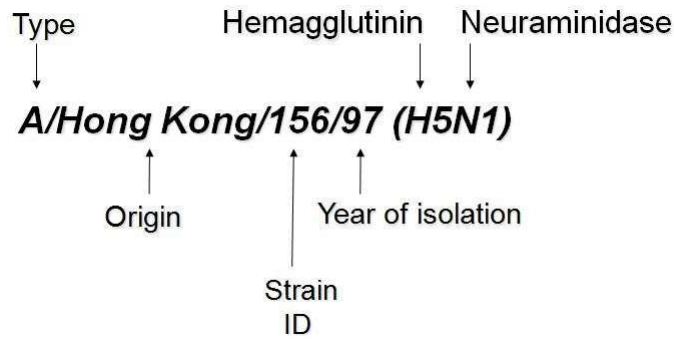 Type Hemagglutinin Neuraminidase
A/Hong Kong/156/97 (H5N1)
Origin Year of isolation
Strain
ID